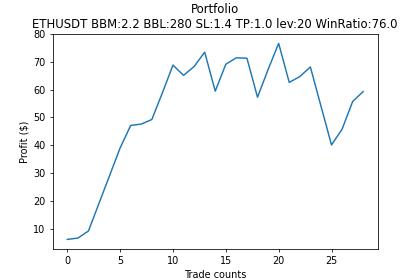 Portfolio
ETHUSDT BBM:2.2 BBL:280 SL:1.4 TP:1.0 lev:20 WinRatio:76.0
80
70
60
50
40
30
20
10
Profit ($)
0 5 10 15 20 25
Trade counts